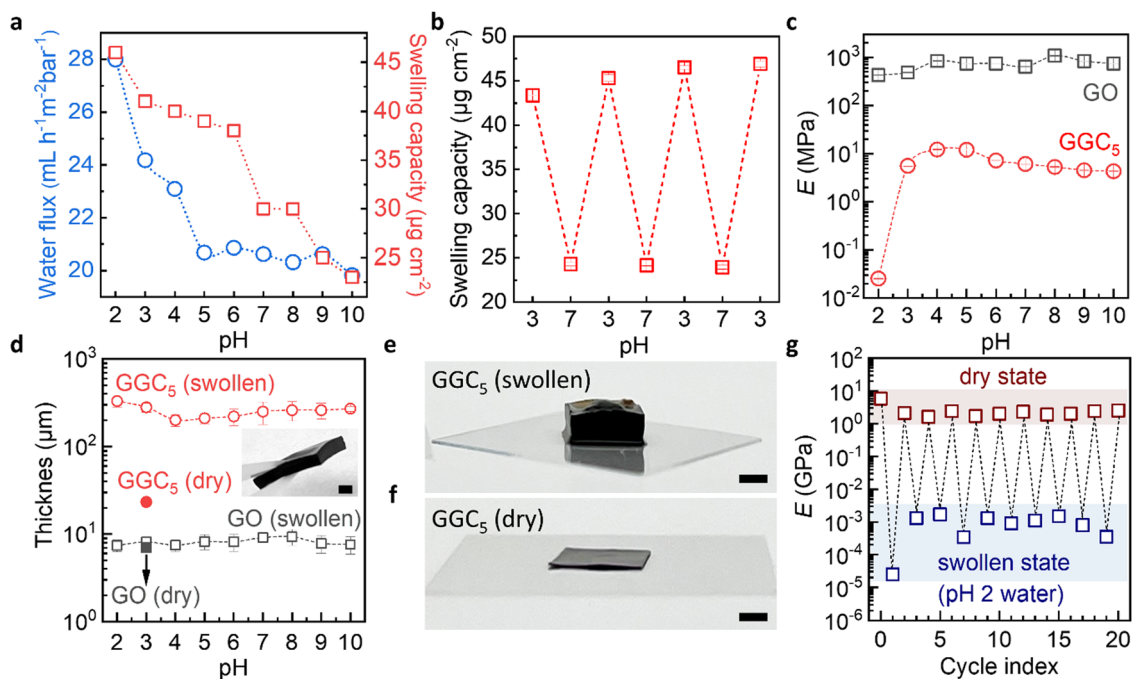 a
Water flux (mL h⁻¹m⁻²bar⁻¹)
28
26
24
22
20
45
40
35
30
25
Swelling capacity (µg cm⁻²)
2 3 4 5 6 7 8 9 10
pH
b
Swelling capacity (µg cm⁻²)
50
45
40
35
30
25
20
3 7 3 7 3 7 3
pH
c
E (MPa)
10³
10²
10¹
10⁰
10⁻¹
10⁻²
GO
GGC₅
2 3 4 5 6 7 8 9 10
pH
d
Thicknes (µm)
10³
10²
10¹
10⁰
GGC₅ (swollen)
GGC₅ (dry)
GO (swollen)
GO (dry)
2 3 4 5 6 7 8 9 10
pH
e
GGC₅ (swollen)
f
GGC₅ (dry)
g
E (GPa)
10²
10¹
10⁰
10⁻¹
10⁻²
10⁻³
10⁻⁴
10⁻⁵
10⁻⁶
dry state
swollen state
(pH 2 water)
0 5 10 15 20
Cycle index